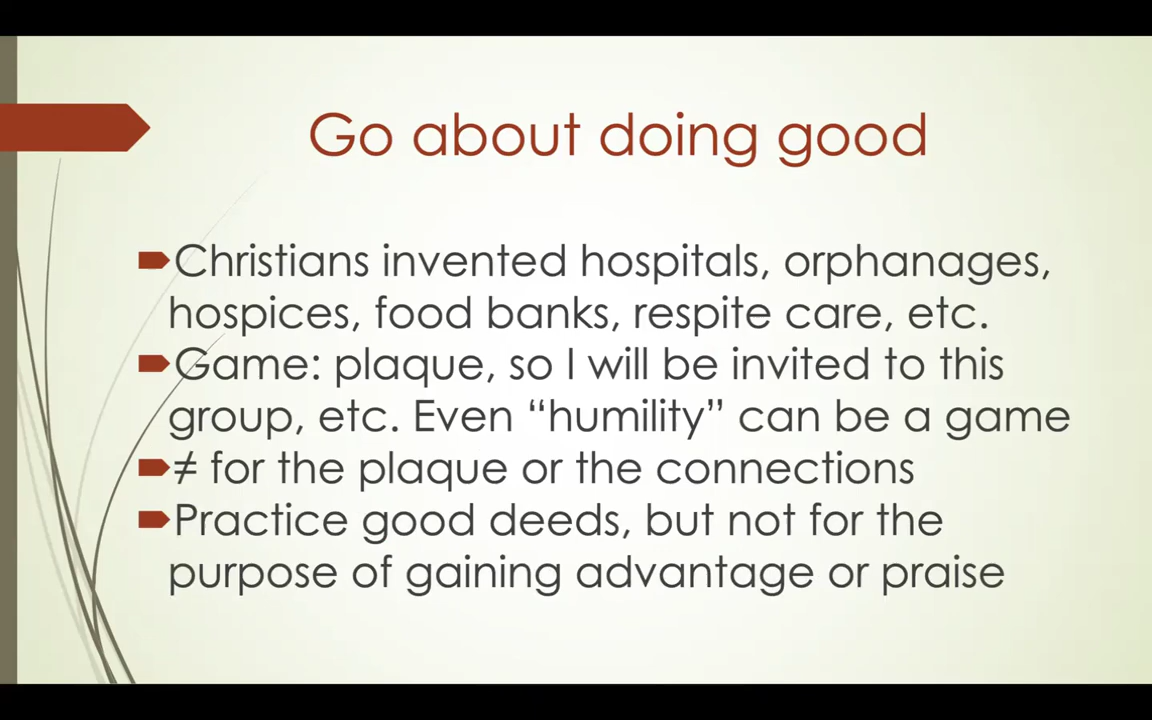 Go about doing good
Christians invented hospitals, orphanages,
hospices, food banks, respite care, etc.
Game: plaque, so I will be invited to this
group, etc. Even “humility” can be a game
≠ for the plaque or the connections
Practice good deeds, but not for the
purpose of gaining advantage or praise